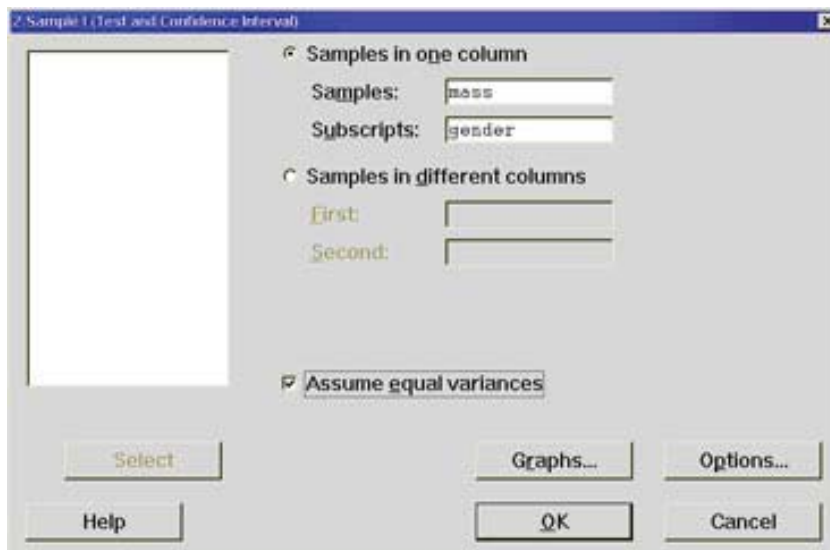 2-Sample t (Test and Confidence Interval)
Samples in one column
Samples: mass
Subscripts: gender
Samples in different columns
First:
Second:
Assume equal variances
Select
Graphs...
Options...
Help
OK
Cancel